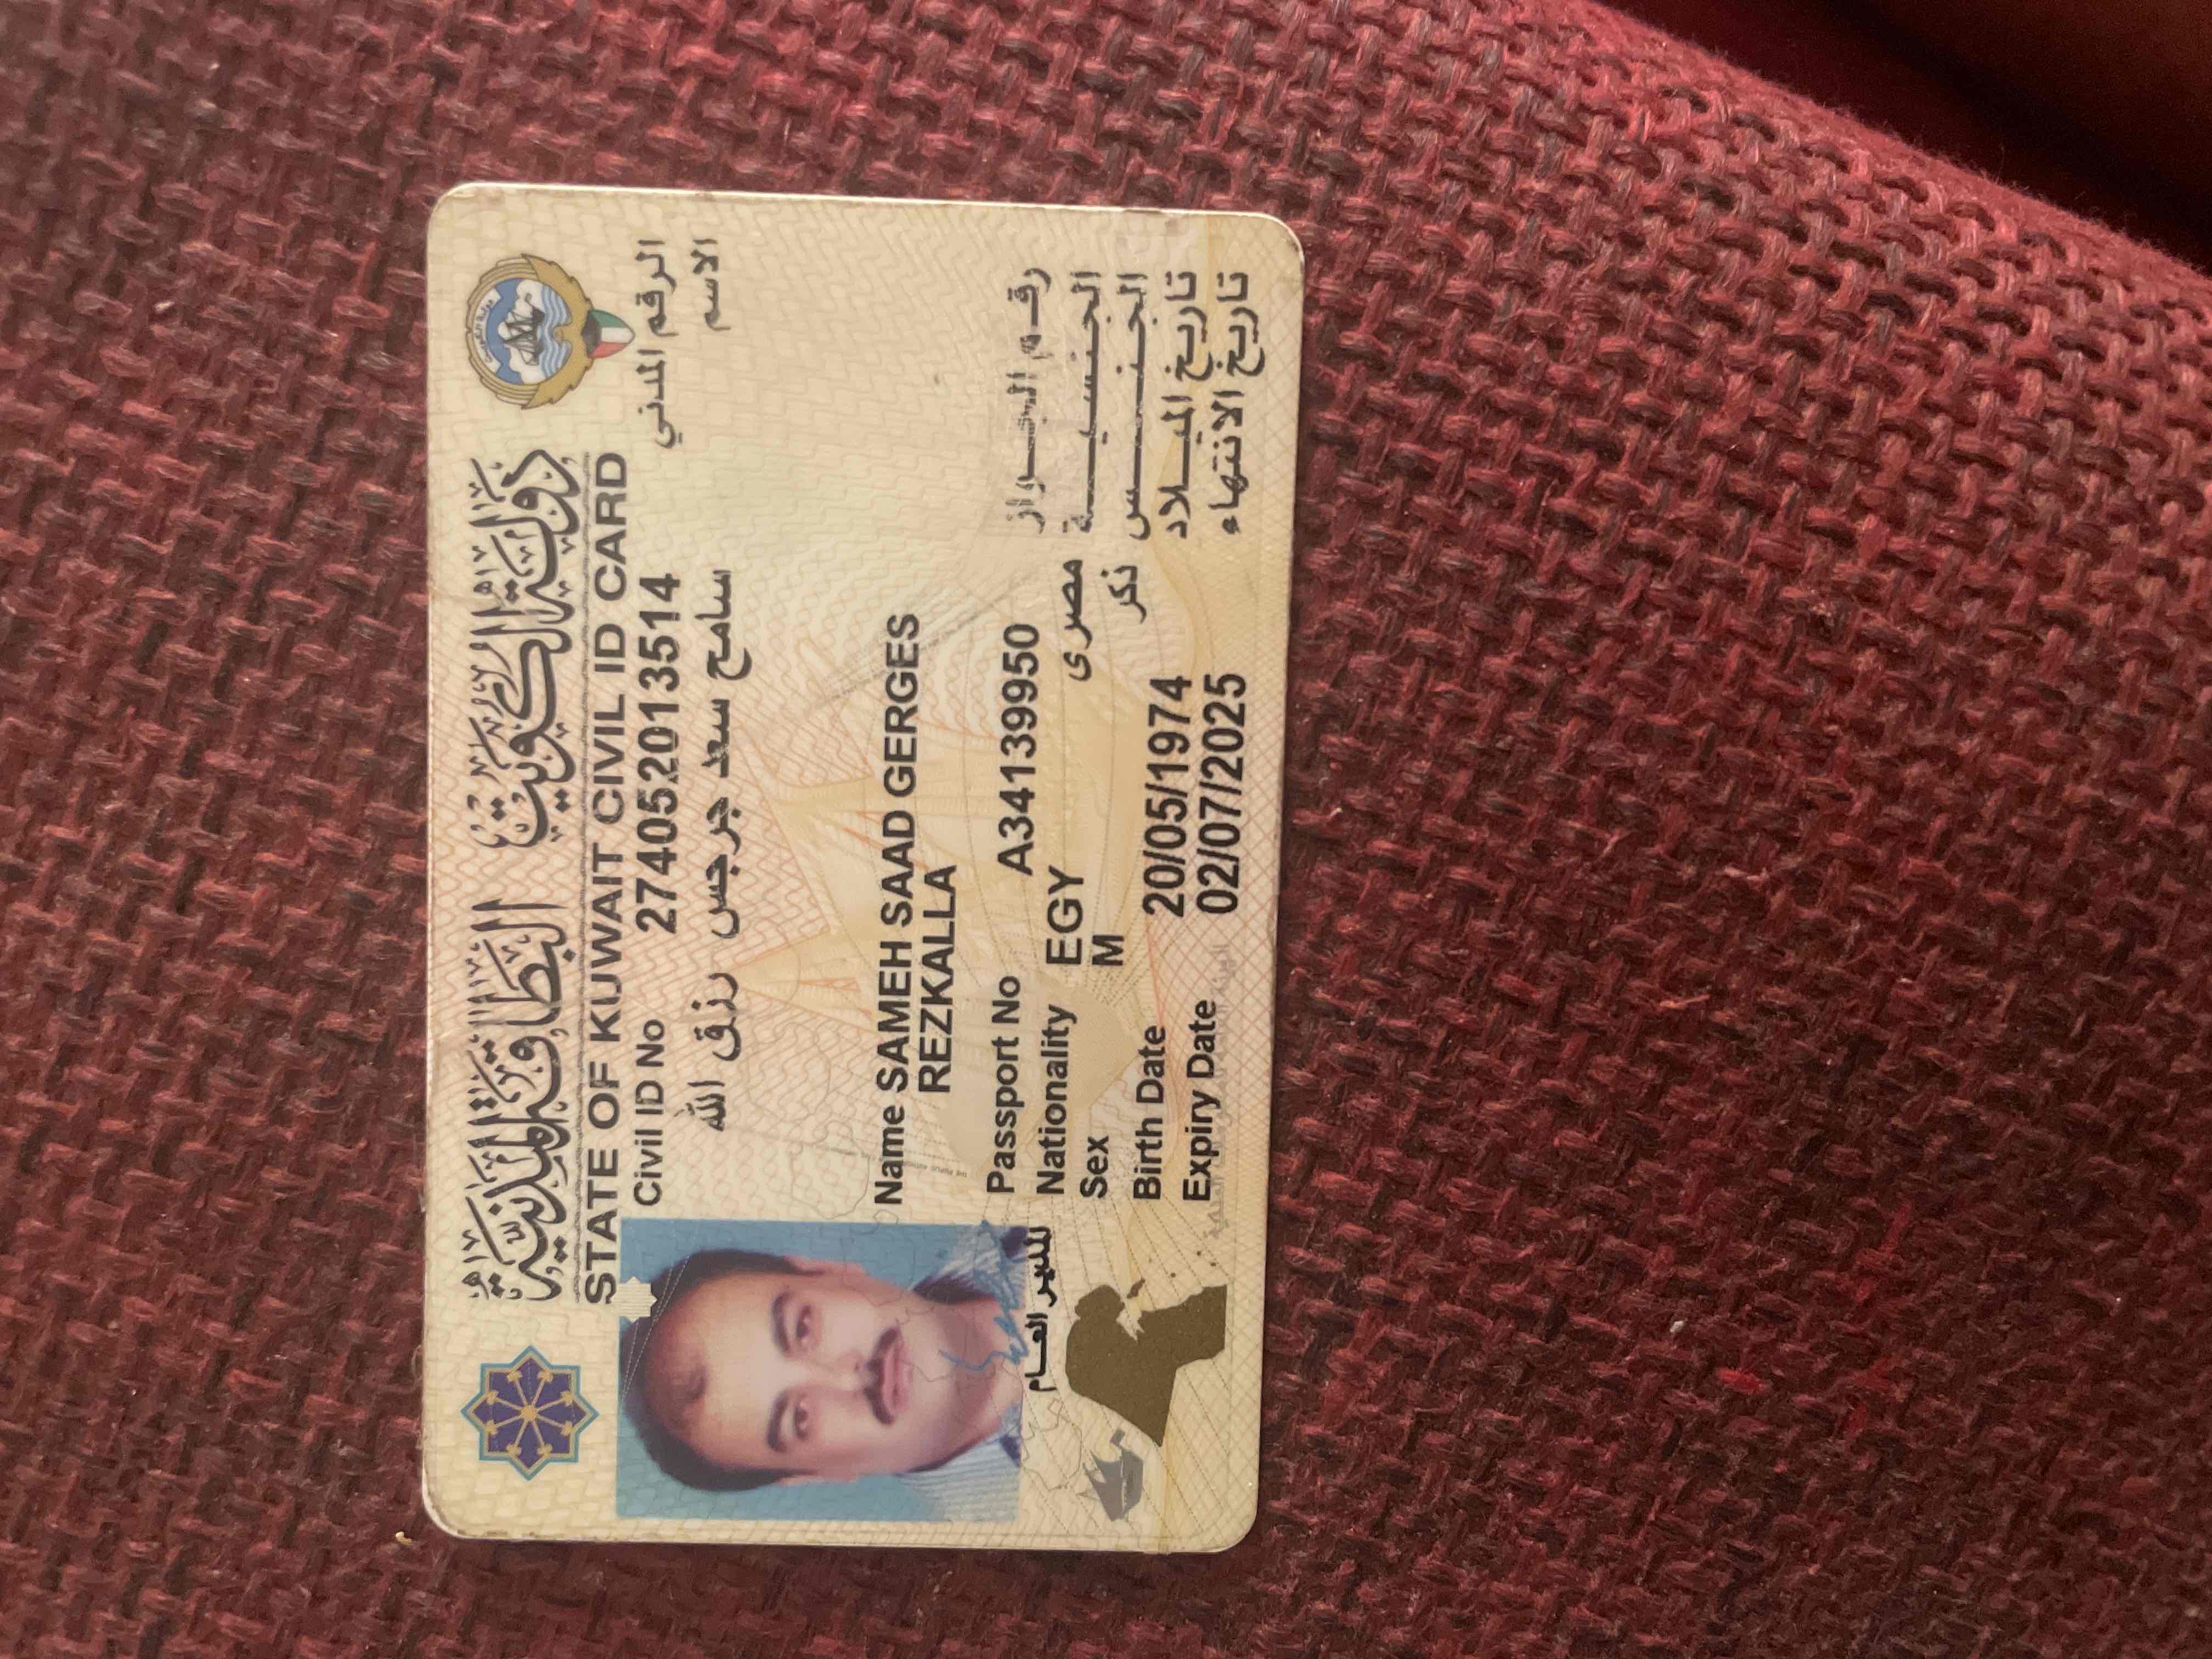 دولة الكويت البطاقة المدنية
STATE OF KUWAIT CIVIL ID CARD
Civil ID No 274052013514 الرقم المدني
سامح سعد جرجس رزق الله الاسم
Name SAMEH SAAD GERGES
REZKALLA
Passport No A34139950 رقم الجواز
Nationality EGY مصرى الجنسية
Sex M ذكر الجنس
Birth Date 20/05/1974 تاريخ الميلاد
Expiry Date 02/07/2025 تاريخ الانتهاء
المدير العام